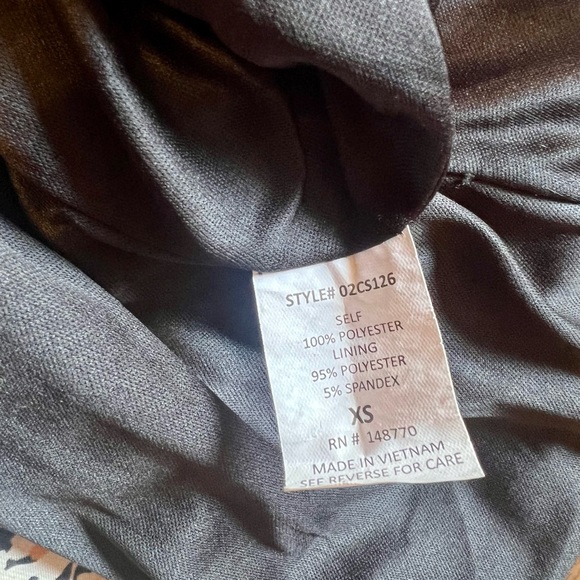 STYLE# 02CS126
SELF
100% POLYESTER
LINING
95% POLYESTER
5% SPANDEX
XS
RN # 148770
MADE IN VIETNAM
SEE REVERSE FOR CARE